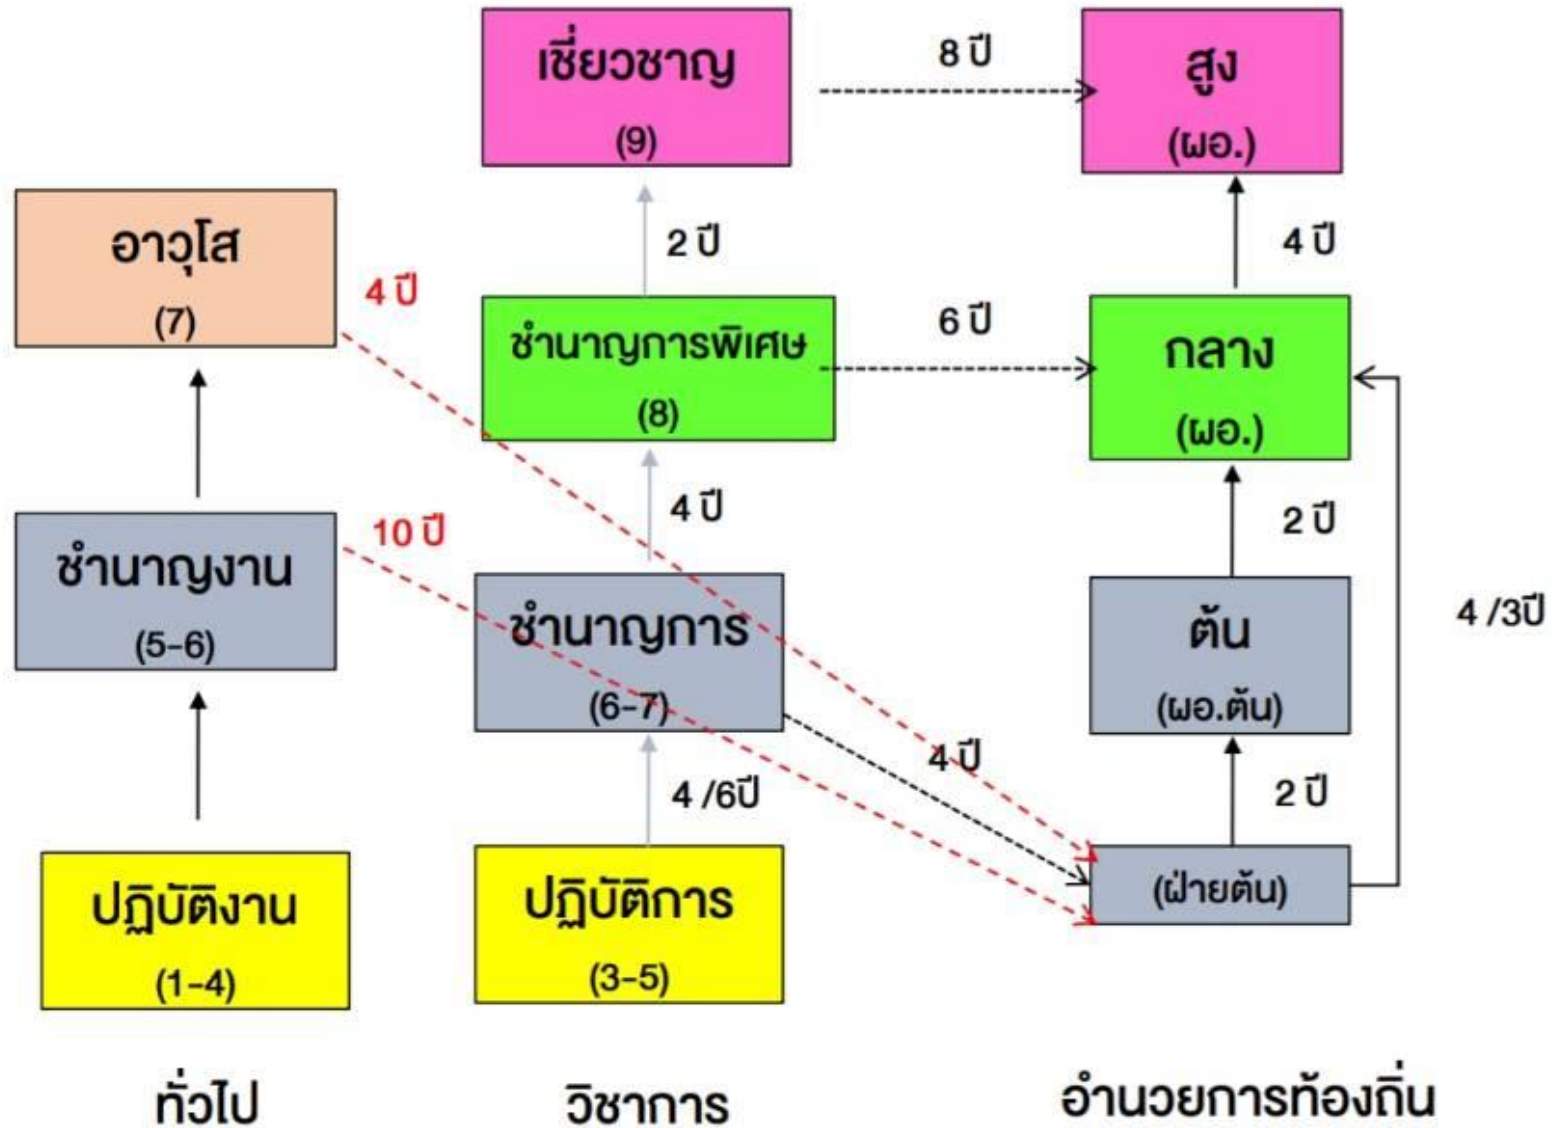 เชี่ยวชาญ
(9)
8 ปี
สูง
(ผอ.)
อาวุโส
(7)
4 ปี
2 ปี
4 ปี
ชำนาญการพิเศษ
(8)
6 ปี
กลาง
(ผอ.)
ชำนาญงาน
(5-6)
10 ปี
4 ปี
2 ปี
ชำนาญการ
(6-7)
ต้น
(ผอ.ต้น)
4 /3ปี
4 ปี
4 /6ปี
2 ปี
ปฏิบัติงาน
(1-4)
ปฏิบัติการ
(3-5)
(ฝ่ายต้น)
ทั่วไป
วิชาการ
อำนวยการท้องถิ่น